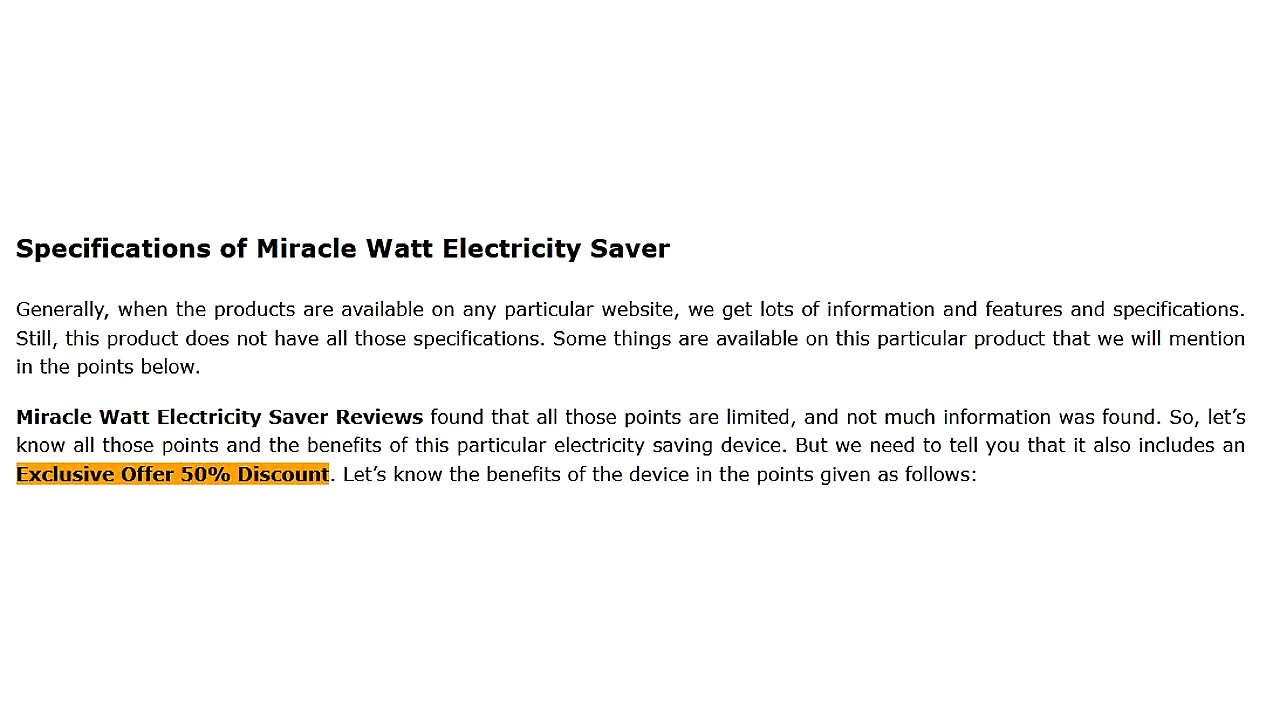 Specifications of Miracle Watt Electricity Saver
Generally, when the products are available on any particular website, we get lots of information and features and specifications.
Still, this product does not have all those specifications. Some things are available on this particular product that we will mention
in the points below.
Miracle Watt Electricity Saver Reviews found that all those points are limited, and not much information was found. So, let’s
know all those points and the benefits of this particular electricity saving device. But we need to tell you that it also includes an
Exclusive Offer 50% Discount. Let’s know the benefits of the device in the points given as follows: